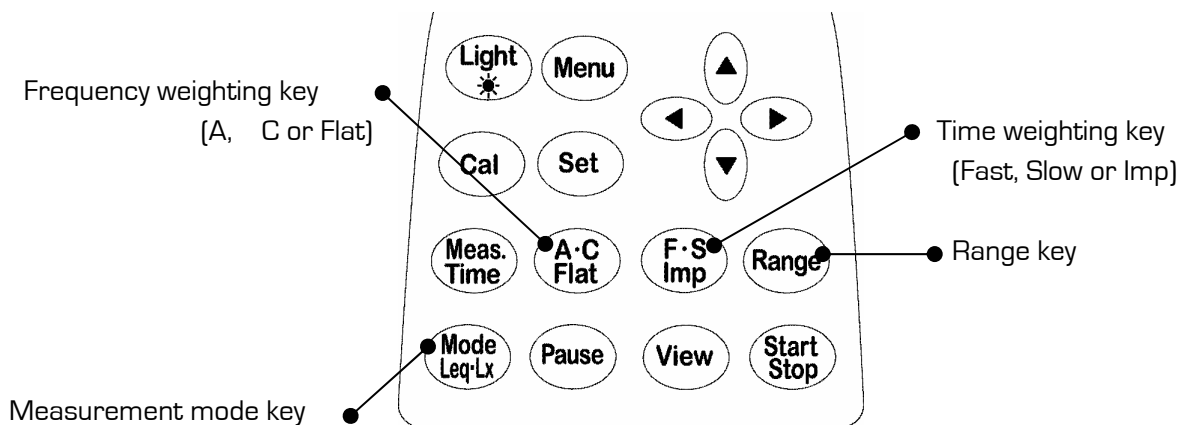 Light
Menu
Frequency weighting key
(A, C or Flat)
Time weighting key
(Fast, Slow or Imp)
Cal
Set
Meas.
Time
A·C
Flat
F·S
Imp
Range
Range key
Mode
Leq·Lx
Pause
View
Start
Stop
Measurement mode key